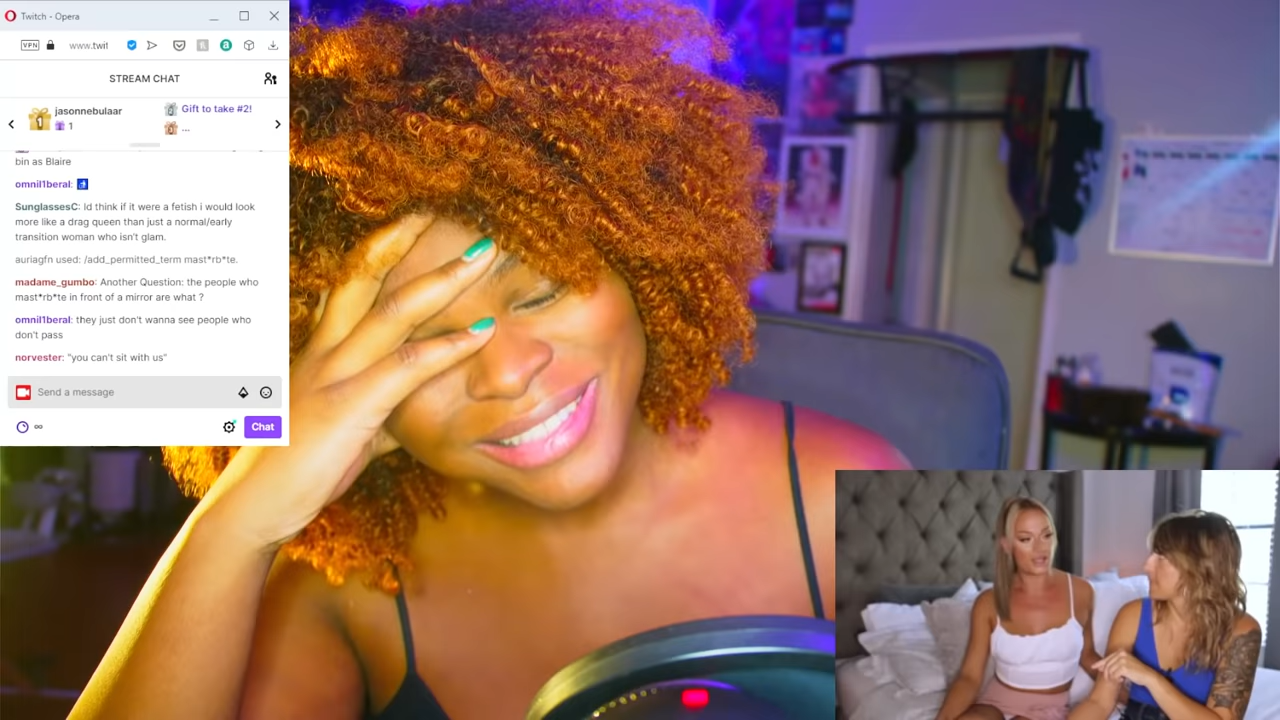 Twitch - Opera
VPN
www.twit
STREAM CHAT
jasonnebulaar
1
Gift to take #2!
...
bin as Blaire
omnil1beral:
SunglassesC: Id think if it were a fetish i would look
more like a drag queen than just a normal/early
transition woman who isn't glam.
auriagfn used: /add_permitted_term mast*rb*te.
madame_gumbo: Another Question: the people who
mast*rb*te in front of a mirror are what ?
omnil1beral: they just don't wanna see people who
don't pass
norvester: "you can't sit with us"
Send a message
∞
Chat